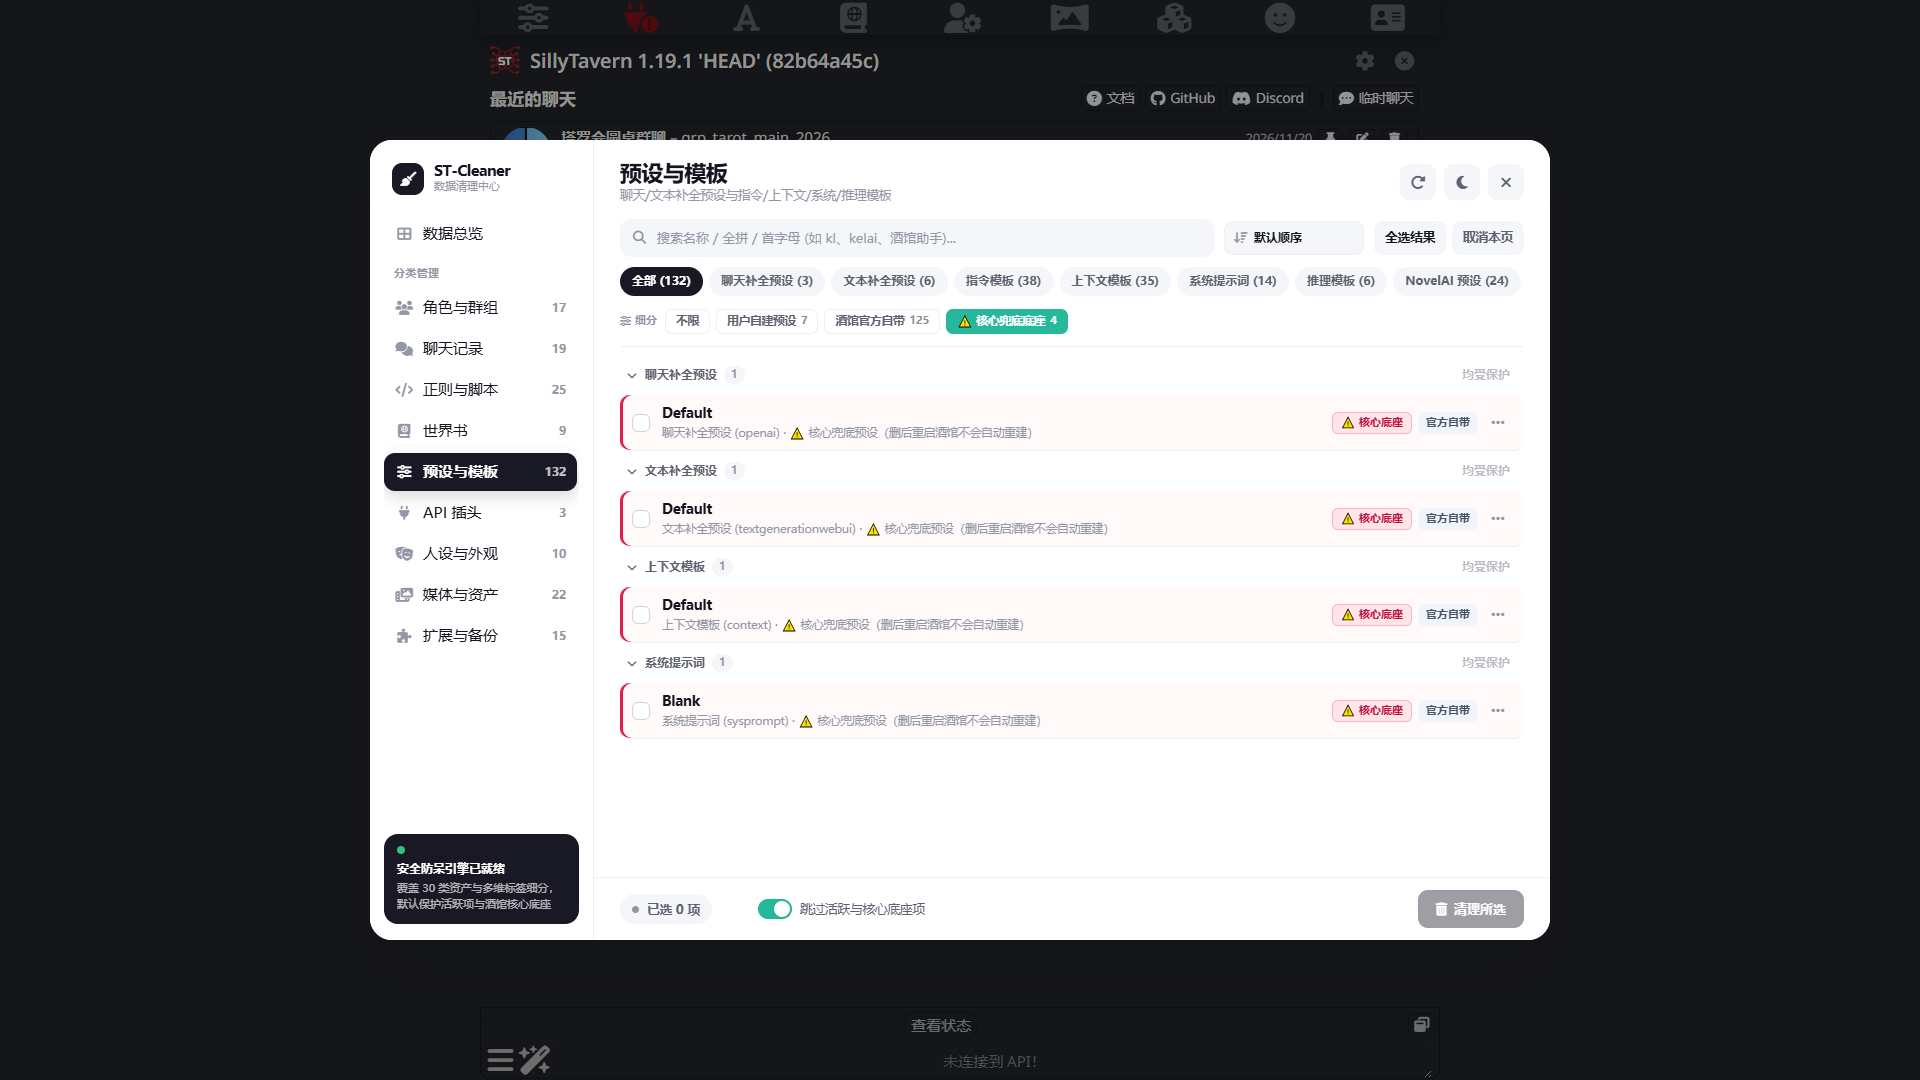 SillyTavern 1.19.1 'HEAD' (82b64a45c)
最近的聊天
文档
GitHub
Discord
临时聊天
塔罗会圆桌群聊 – grp_tarot_main_2026
2026/11/20
ST-Cleaner
数据清理中心
数据总览
分类管理
角色与群组 17
聊天记录 19
正则与脚本 25
世界书 9
预设与模板 132
API 插头 3
人设与外观 10
媒体与资产 22
扩展与备份 15
安全防呆引擎已就绪
覆盖 30 类资产与多维标签细分,
默认保护活跃项与酒馆核心底座
预设与模板
聊天/文本补全预设与指令/上下文/系统/推理模板
搜索名称 / 全拼 / 首字母 (如 kl、kelai、酒馆助手)...
默认顺序
全选结果
取消本页
全部 (132)
聊天补全预设 (3)
文本补全预设 (6)
指令模板 (38)
上下文模板 (35)
系统提示词 (14)
推理模板 (6)
NovelAI 预设 (24)
细分
不限
用户自建预设 7
酒馆官方自带 125
⚠ 核心兜底底座 4
聊天补全预设 1
均受保护
Default
聊天补全预设 (openai) · ⚠ 核心兜底预设（删后重启酒馆不会自动重建）
⚠ 核心底座
官方自带
文本补全预设 1
均受保护
Default
文本补全预设 (textgenerationwebui) · ⚠ 核心兜底预设（删后重启酒馆不会自动重建）
⚠ 核心底座
官方自带
上下文模板 1
均受保护
Default
上下文模板 (context) · ⚠ 核心兜底预设（删后重启酒馆不会自动重建）
⚠ 核心底座
官方自带
系统提示词 1
均受保护
Blank
系统提示词 (sysprompt) · ⚠ 核心兜底预设（删后重启酒馆不会自动重建）
⚠ 核心底座
官方自带
已选 0 项
跳过活跃与核心底座项
清理所选
查看状态
未连接到 API!